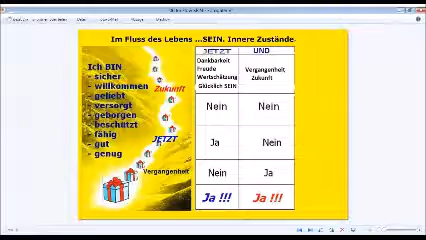 Im Fluss des Lebens ...SEIN. Innere Zustände.
Ich BIN
- sicher
- willkommen
- geliebt
- versorgt
- geborgen
- beschützt
- fähig
- gut
- genug
Zukunft
JETZT
Vergangenheit
JETZT UND
Dankbarkeit
Freude
Wertschätzung
Glücklich SEIN
Vergangenheit
Zukunft
Nein Nein
Ja Nein
Nein Ja
Ja !!! Ja !!!